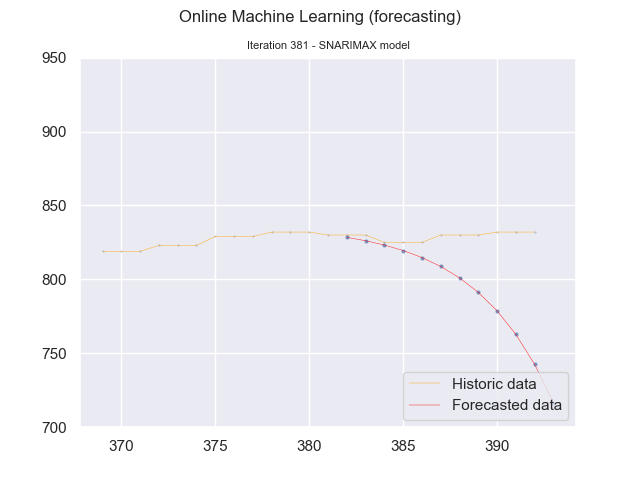 Online Machine Learning (forecasting)
Iteration 381 - SNARIMAX model
950
900
850
800
750
700
370
375
380
385
390
Historic data
Forecasted data